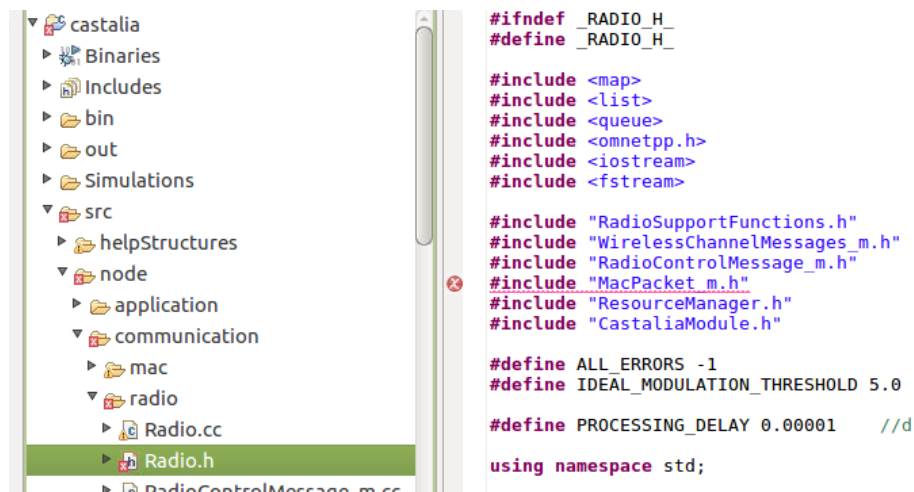 castalia
Binaries
Includes
bin
out
Simulations
src
helpStructures
node
application
communication
mac
radio
Radio.cc
Radio.h
RadioControlMessage_m.cc
#ifndef _RADIO_H_
#define _RADIO_H_
#include <map>
#include <list>
#include <queue>
#include <omnetpp.h>
#include <iostream>
#include <fstream>
#include "RadioSupportFunctions.h"
#include "WirelessChannelMessages_m.h"
#include "RadioControlMessage_m.h"
#include "MacPacket_m.h"
#include "ResourceManager.h"
#include "CastaliaModule.h"
#define ALL_ERRORS -1
#define IDEAL_MODULATION_THRESHOLD 5.0
#define PROCESSING_DELAY 0.00001 //d
using namespace std;